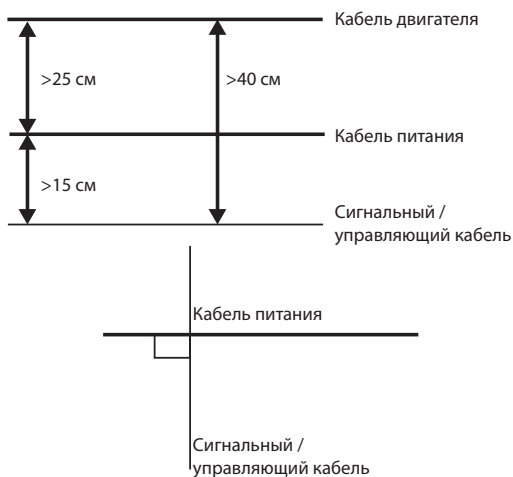 Кабель двигателя
>25 см
>40 см
Кабель питания
>15 см
Сигнальный /
управляющий кабель
Кабель питания
Сигнальный /
управляющий кабель